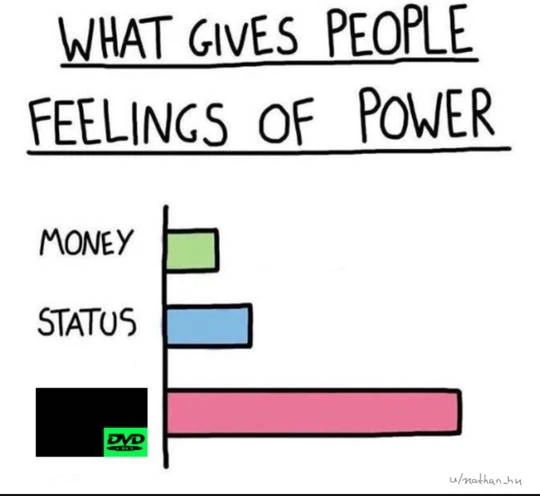 WHAT GIVES PEOPLE
FEELINGS OF POWER
MONEY
STATUS
DVD
u/nathan_hu